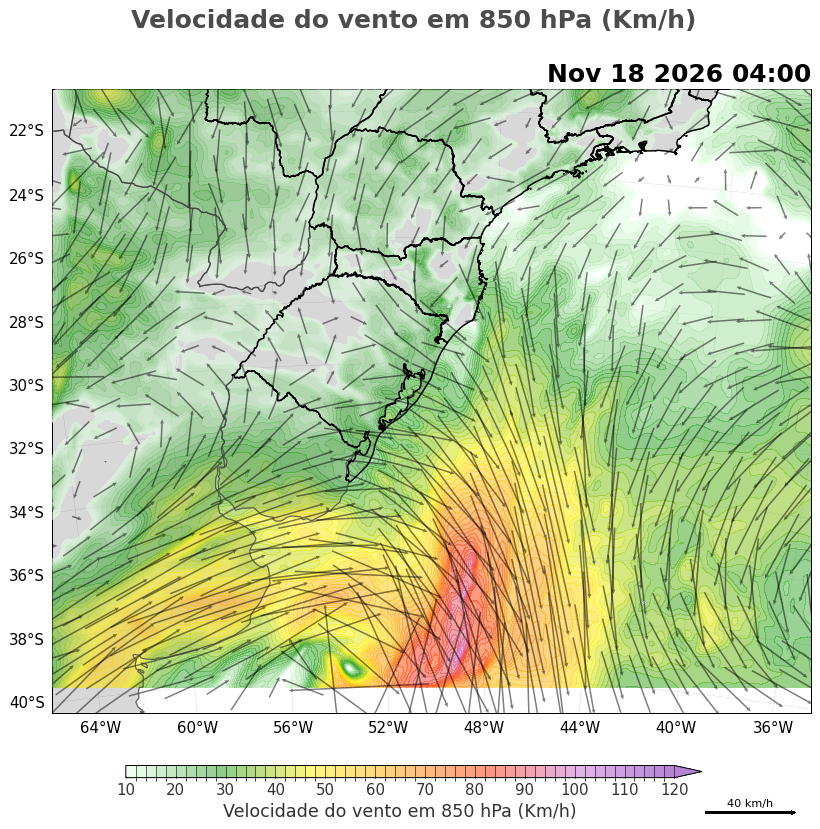 Velocidade do vento em 850 hPa (Km/h)
Nov 18 2026 04:00
22°S
24°S
26°S
28°S
30°S
32°S
34°S
36°S
38°S
40°S
64°W 60°W 56°W 52°W 48°W 44°W 40°W 36°W
10 20 30 40 50 60 70 80 90 100 110 120
Velocidade do vento em 850 hPa (Km/h)
40 km/h